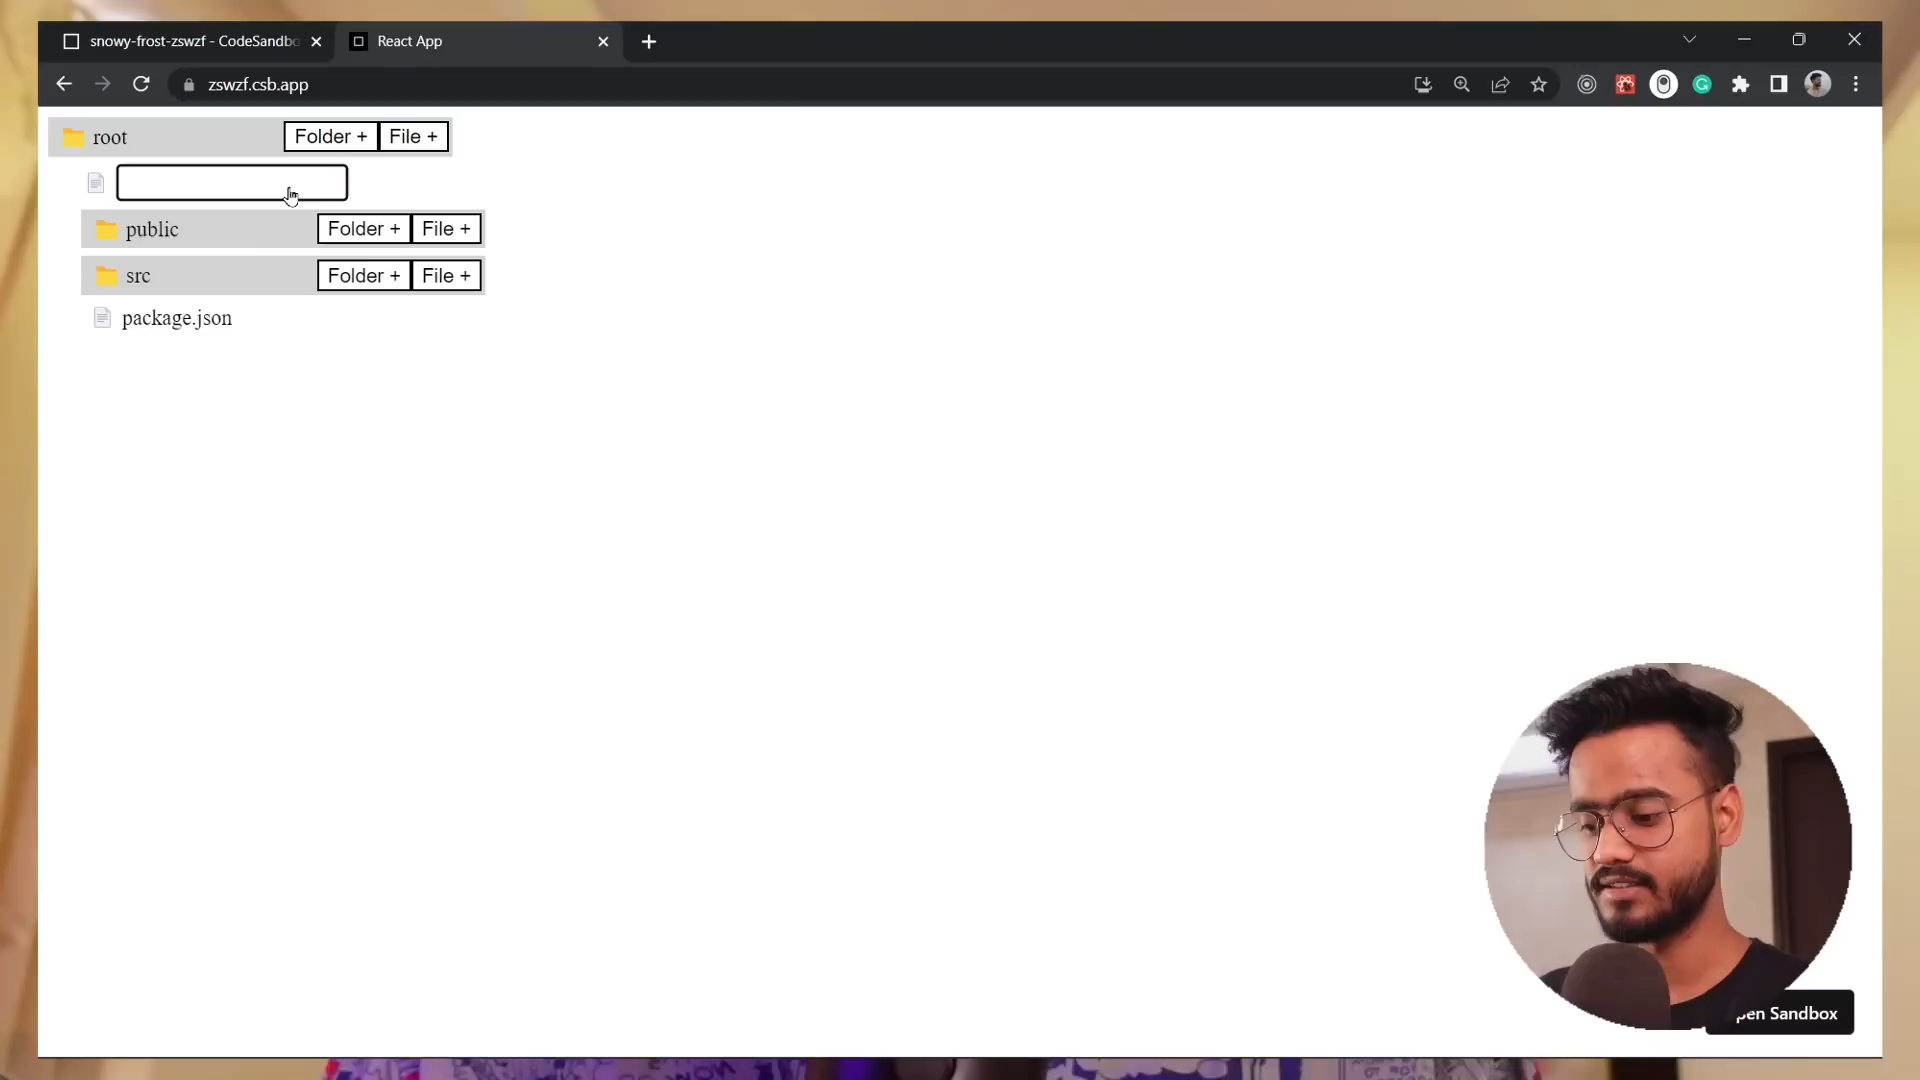 snowy-frost-zswzf - CodeSandbo
React App
zswzf.csb.app
root
Folder +
File +
public
Folder +
File +
src
Folder +
File +
package.json
pen Sandbox